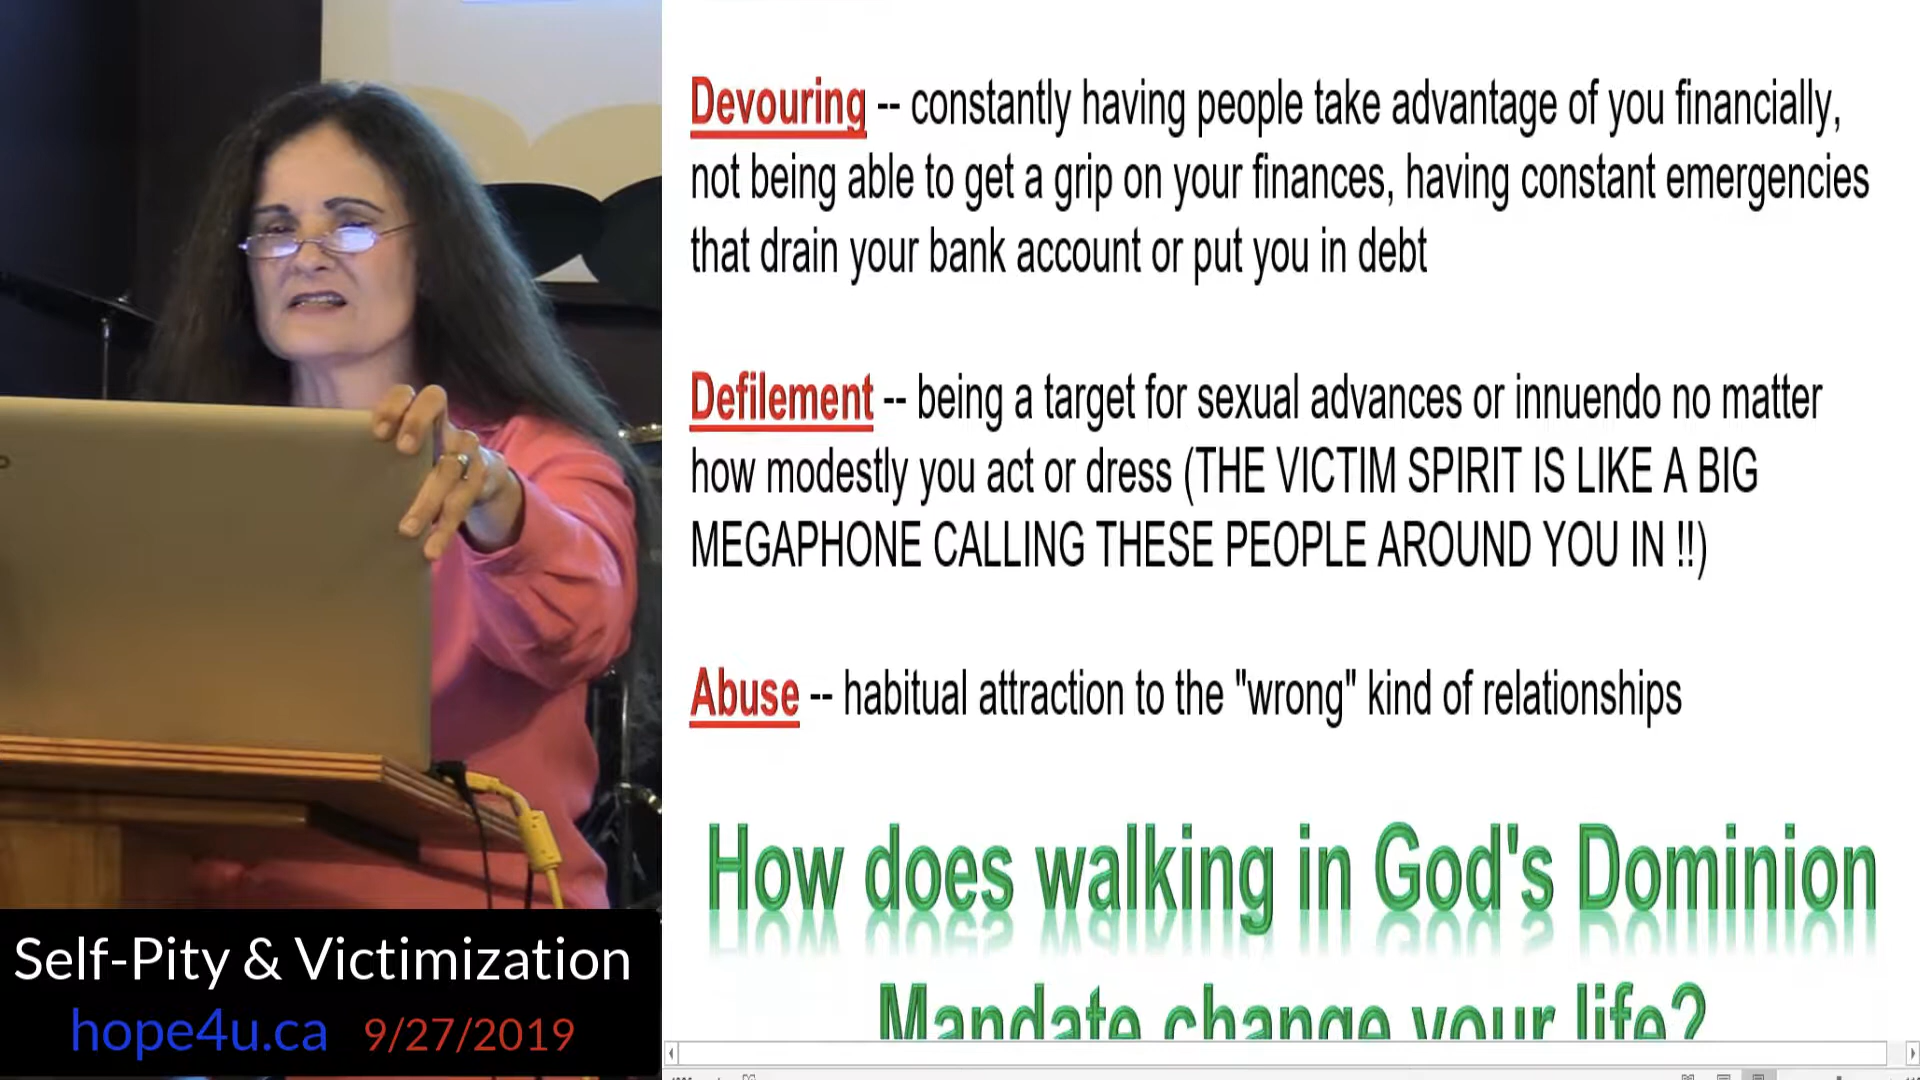 Devouring -- constantly having people take advantage of you financially,
not being able to get a grip on your finances, having constant emergencies
that drain your bank account or put you in debt
Defilement -- being a target for sexual advances or innuendo no matter
how modestly you act or dress (THE VICTIM SPIRIT IS LIKE A BIG
MEGAPHONE CALLING THESE PEOPLE AROUND YOU IN !!)
Abuse -- habitual attraction to the "wrong" kind of relationships
How does walking in God's Dominion
Mandate change your life?
Self-Pity & Victimization
hope4u.ca 9/27/2019